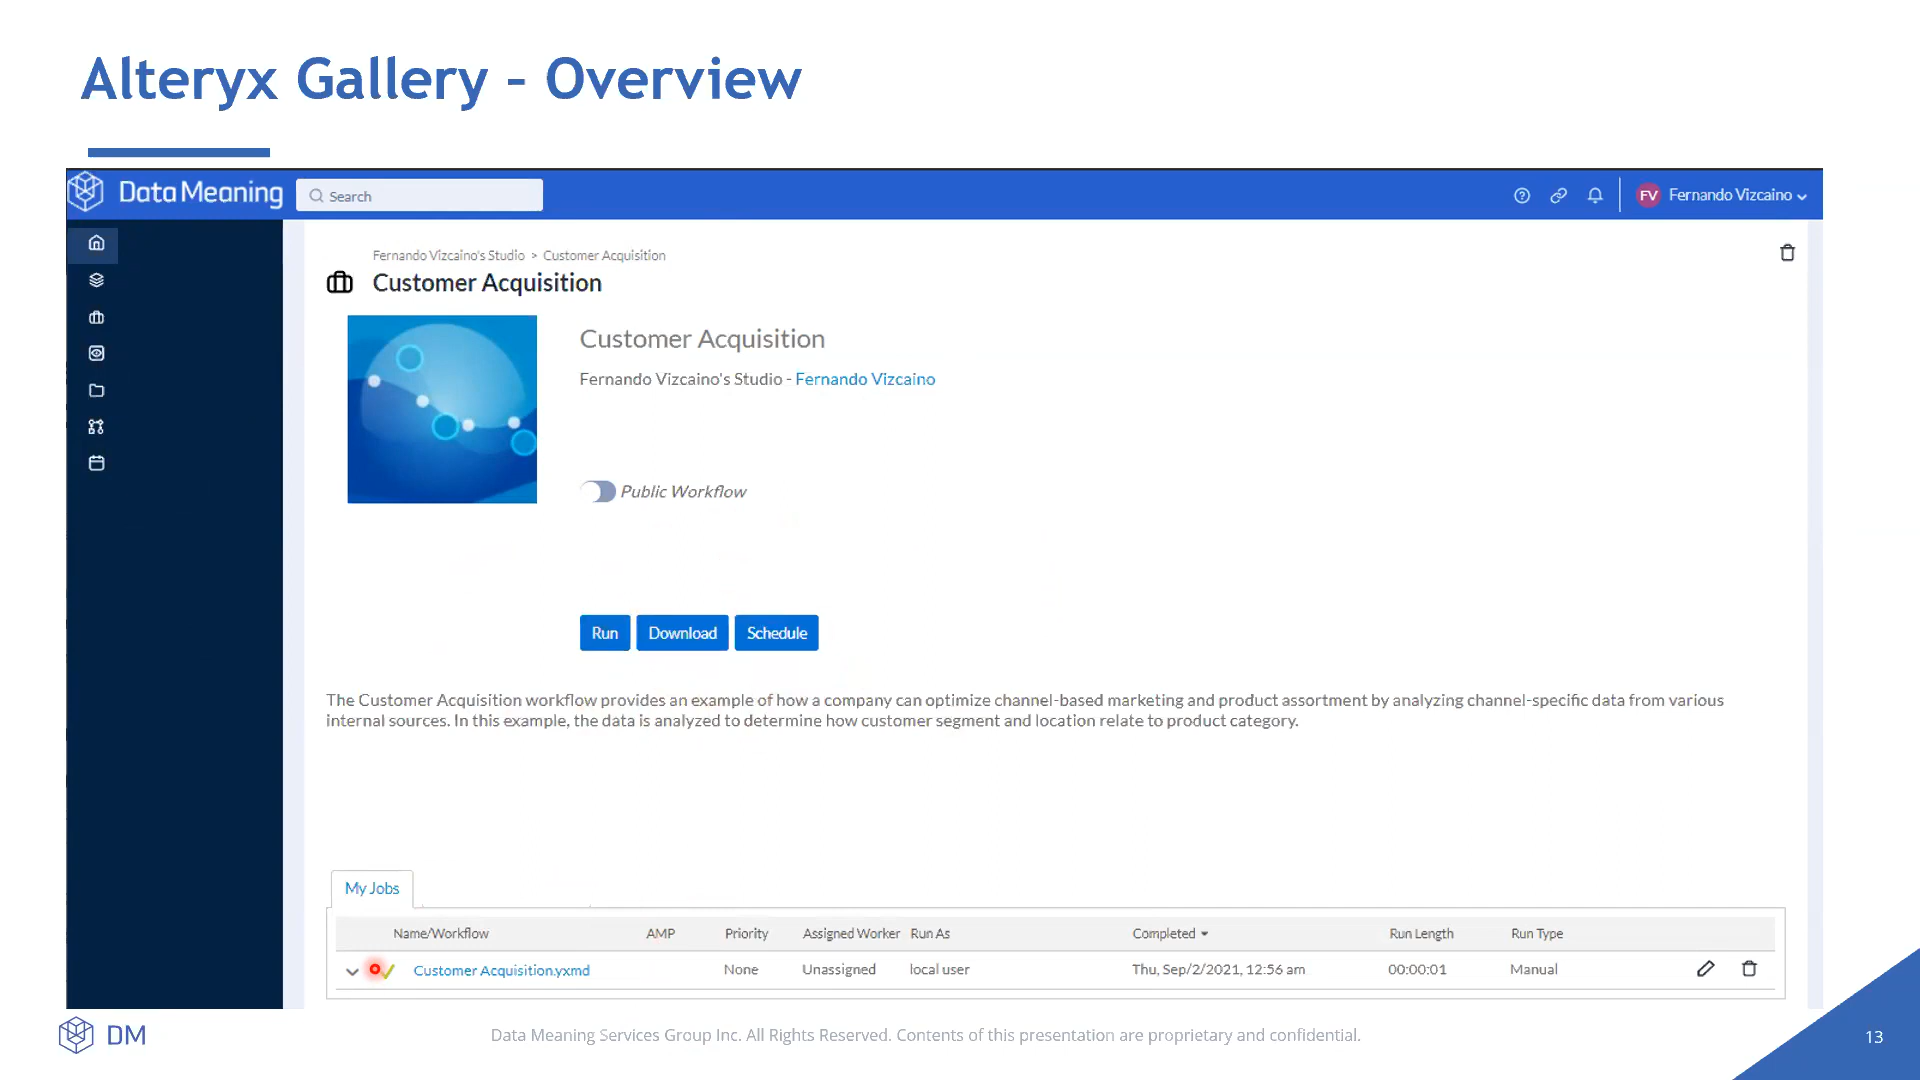 Alteryx Gallery – Overview
Data Meaning
Search
FV Fernando Vizcaino
Fernando Vizcaino's Studio > Customer Acquisition
Customer Acquisition
Customer Acquisition
Fernando Vizcaino's Studio - Fernando Vizcaino
Public Workflow
Run Download Schedule
The Customer Acquisition workflow provides an example of how a company can optimize channel-based marketing and product assortment by analyzing channel-specific data from various
internal sources. In this example, the data is analyzed to determine how customer segment and location relate to product category.
My Jobs
Name/Workflow AMP Priority Assigned Worker Run As Completed Run Length Run Type
Customer Acquisition.yxmd None Unassigned local user Thu, Sep/2/2021, 12:56 am 00:00:01 Manual
DM
Data Meaning Services Group Inc. All Rights Reserved. Contents of this presentation are proprietary and confidential.
13